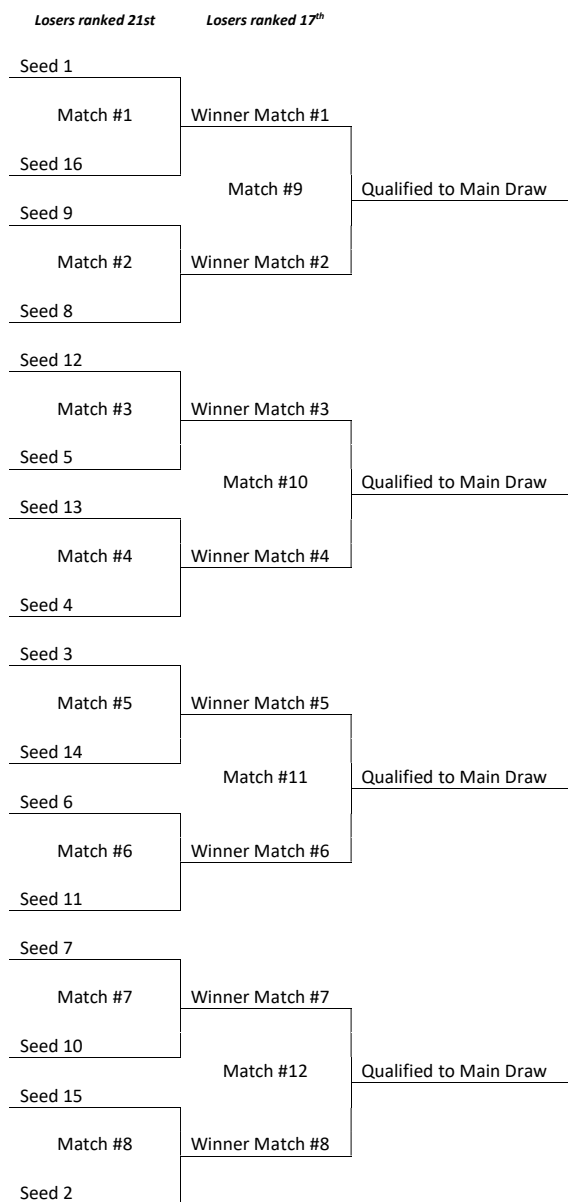 Losers ranked 21st Losers ranked 17th
Seed 1
Match #1 Winner Match #1
Seed 16
Match #9 Qualified to Main Draw
Seed 9
Match #2 Winner Match #2
Seed 8
Seed 12
Match #3 Winner Match #3
Seed 5
Match #10 Qualified to Main Draw
Seed 13
Match #4 Winner Match #4
Seed 4
Seed 3
Match #5 Winner Match #5
Seed 14
Match #11 Qualified to Main Draw
Seed 6
Match #6 Winner Match #6
Seed 11
Seed 7
Match #7 Winner Match #7
Seed 10
Match #12 Qualified to Main Draw
Seed 15
Match #8 Winner Match #8
Seed 2